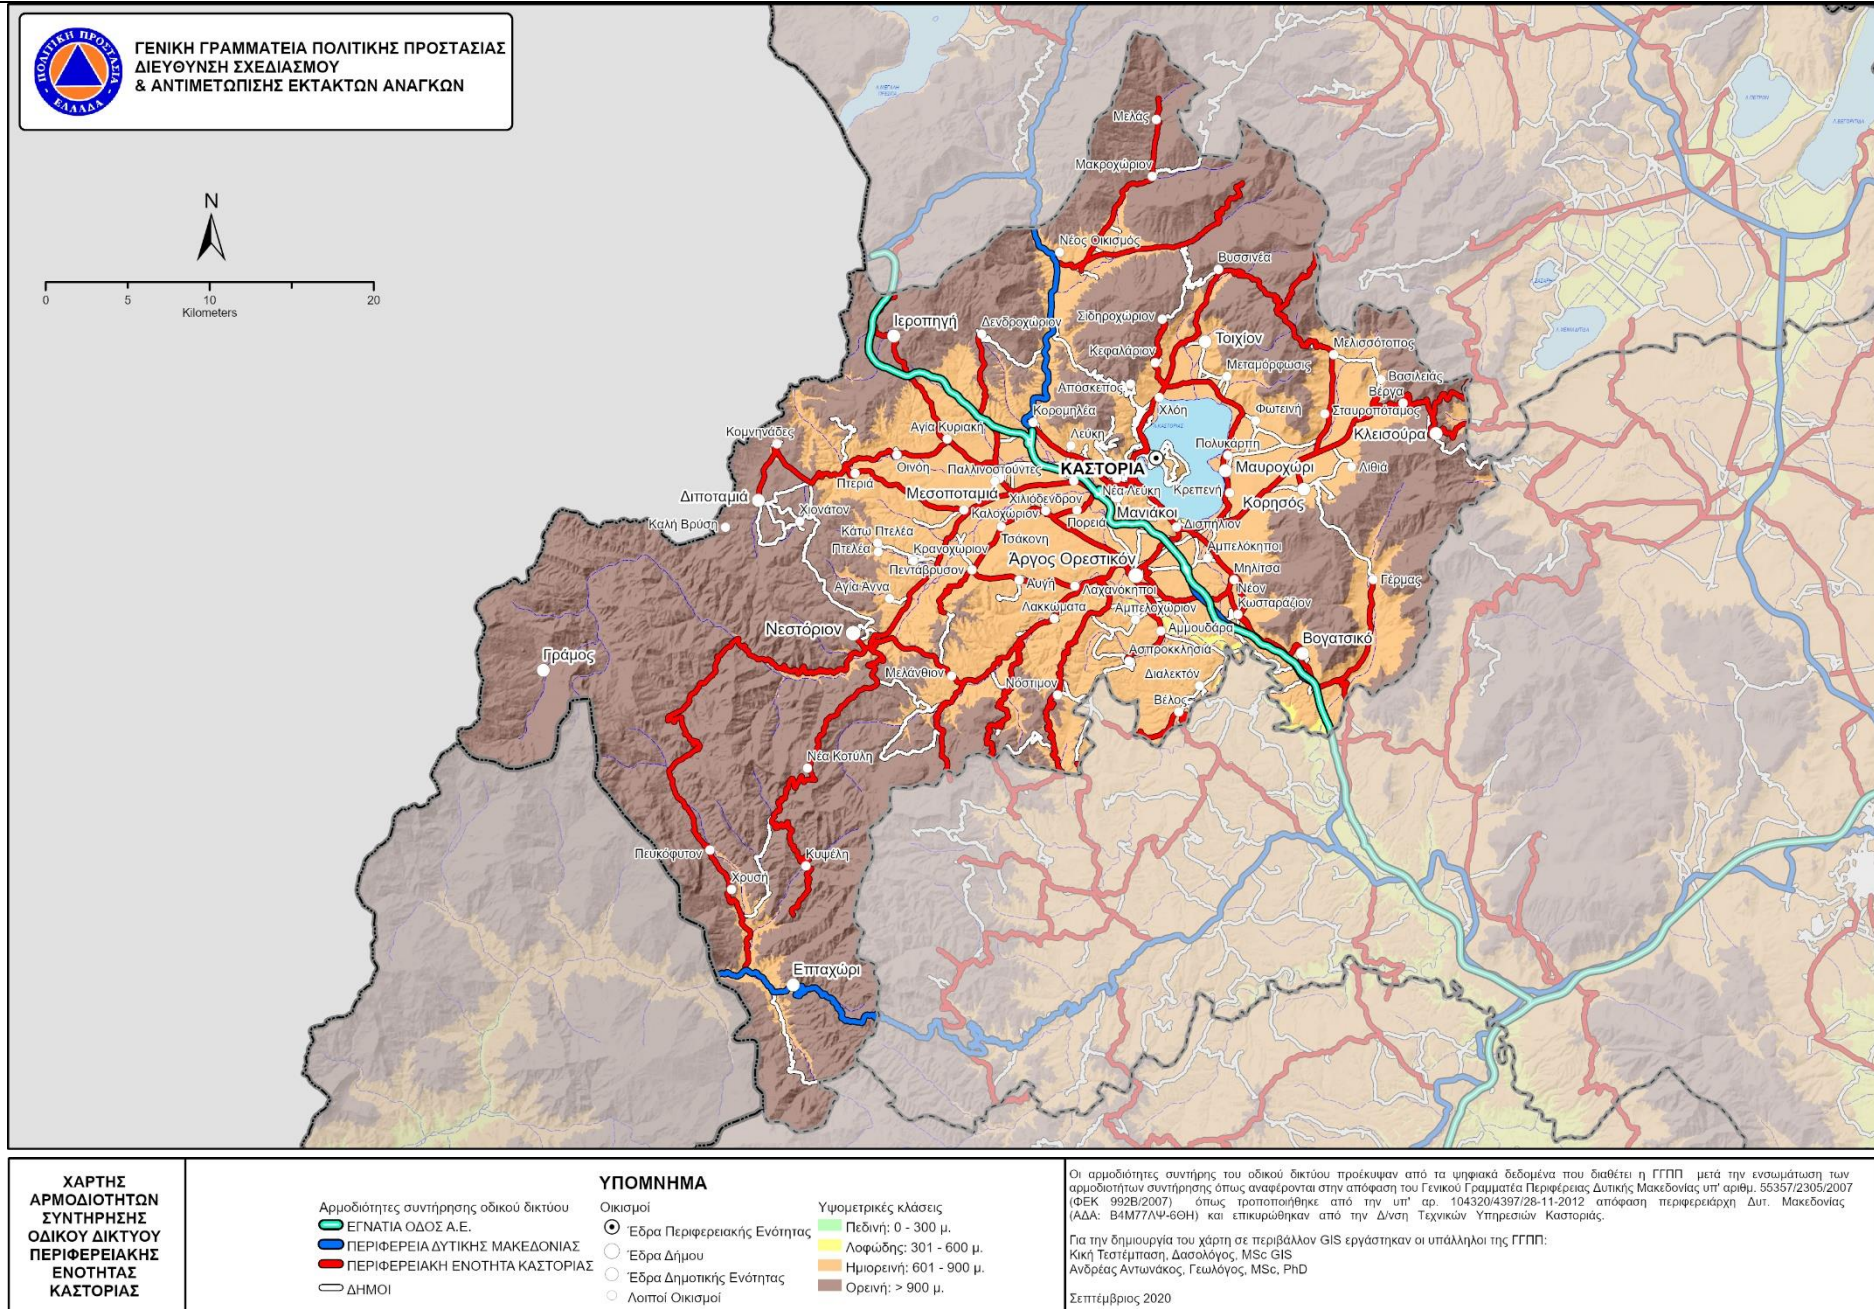 ΠΟΛΙΤΙΚΗ ΠΡΟΣΤΑΣΙΑ
ΕΛΛΑΔΑ
ΓΕΝΙΚΗ ΓΡΑΜΜΑΤΕΙΑ ΠΟΛΙΤΙΚΗΣ ΠΡΟΣΤΑΣΙΑΣ
ΔΙΕΥΘΥΝΣΗ ΣΧΕΔΙΑΣΜΟΥ
& ΑΝΤΙΜΕΤΩΠΙΣΗΣ ΕΚΤΑΚΤΩΝ ΑΝΑΓΚΩΝ
N
0 5 10 20
Kilometers
Μελάς
Μακροχώριον
Νέος Οικισμός
Βυσσινέα
Ιεροπηγή
Δενδροχώριον
Σιδηροχώριον
Τοιχίον
Κεφαλάριον
Μελισσότοπος
Μεταμόρφωσις
Απόσκεπος
Βασιλειάς
Βέργα
Χλόη
Κορομηλέα
Φωτεινή
Σταυροπόταμος
Κομνηνάδες
Αγία Κυριακή
Λεύκη
Κλεισούρα
Λ.ΚΑΣΤΟΡΙΑΣ
Πολυκάρπη
Οινόη
Παλλινοστούντες
ΚΑΣΤΟΡΙΑ
Μαυροχώρι
Λιθιά
Πτεριά
Διποταμιά
Μεσοποταμιά
Χιλιόδενδρον
Νέα Λεύκη
Κρεπενή
Κορησός
Χιονάτον
Καλοχώριον
Πορειά
Μανιάκοι
Δισπηλιον
Καλή Βρύση
Κάτω Πτελέα
Τσάκονη
Πτελέα
Κρανοχώριον
Αμπελόκηποι
Πεντάβρυσον
Άργος Ορεστικόν
Μηλίτσα
Αγία Άννα
Αυγή
Λαχανόκηποι
Νέον
Κωσταράζιον
Γέρμας
Λακκώματα
Αμπελοχώριον
Νεστόριον
Αμμουδάρα
Βογατσικό
Γράμος
Ασπροκκλησιά
Μελάνθιον
Νόστιμον
Διαλεκτόν
Βέλος
Νέα Κοτύλη
Πευκόφυτον
Κυψέλη
Χρυσή
Επταχώρι
ΧΑΡΤΗΣ
ΑΡΜΟΔΙΟΤΗΤΩΝ
ΣΥΝΤΗΡΗΣΗΣ
ΟΔΙΚΟΥ ΔΙΚΤΥΟΥ
ΠΕΡΙΦΕΡΕΙΑΚΗΣ
ΕΝΟΤΗΤΑΣ
ΚΑΣΤΟΡΙΑΣ
ΥΠΟΜΝΗΜΑ
Αρμοδιότητες συντήρησης οδικού δικτύου
ΕΓΝΑΤΙΑ ΟΔΟΣ Α.Ε.
ΠΕΡΙΦΕΡΕΙΑ ΔΥΤΙΚΗΣ ΜΑΚΕΔΟΝΙΑΣ
ΠΕΡΙΦΕΡΕΙΑΚΗ ΕΝΟΤΗΤΑ ΚΑΣΤΟΡΙΑΣ
ΔΗΜΟΙ
Οικισμοί
Έδρα Περιφερειακής Ενότητας
Έδρα Δήμου
Έδρα Δημοτικής Ενότητας
Λοιποί Οικισμοί
Υψομετρικές κλάσεις
Πεδινή: 0 - 300 μ.
Λοφώδης: 301 - 600 μ.
Ημιορεινή: 601 - 900 μ.
Ορεινή: > 900 μ.
Οι αρμοδιότητες συντήρης του οδικού δικτύου προέκυψαν από τα ψηφιακά δεδομένα που διαθέτει η ΓΓΠΠ μετά την ενσωμάτωση των
αρμοδιοτήτων συντήρησης όπως αναφέρονται στην απόφαση του Γενικού Γραμματέα Περιφέρειας Δυτικής Μακεδονίας υπ' αριθμ. 55357/2305/2007
(ΦΕΚ 992Β/2007) όπως τροποποιήθηκε από την υπ' αρ. 104320/4397/28-11-2012 απόφαση περιφερειάρχη Δυτ. Μακεδονίας
(ΑΔΑ: Β4Μ77ΛΨ-6ΘΗ) και επικυρώθηκαν από την Δ/νση Τεχνικών Υπηρεσιών Καστοριάς.
Για την δημιουργία του χάρτη σε περιβάλλον GIS εργάστηκαν οι υπάλληλοι της ΓΓΠΠ:
Κική Τεστέμπαση, Δασολόγος, MSc GIS
Ανδρέας Αντωνάκος, Γεωλόγος, MSc, PhD
Σεπτέμβριος 2020